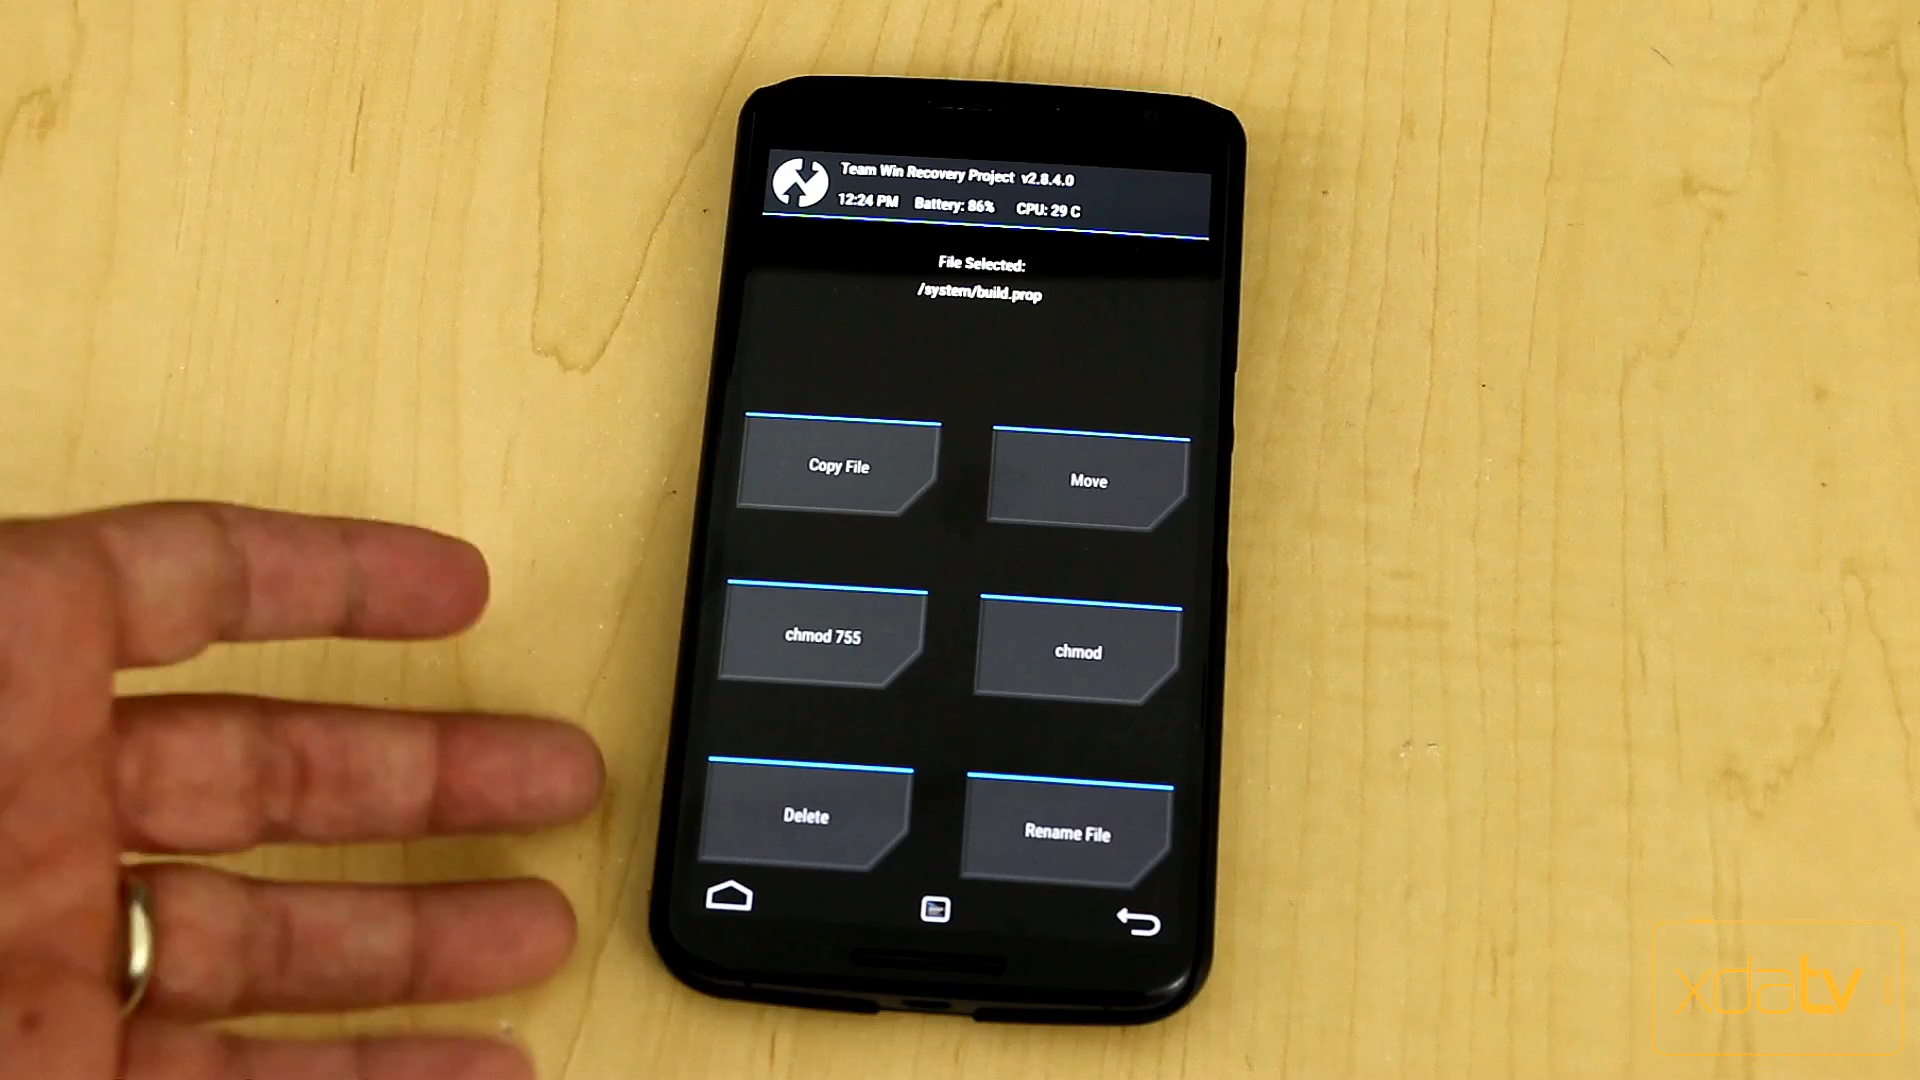 Team Win Recovery Project v2.8.4.0
12:24 PM Battery: 86% CPU: 29 C
File Selected:
/system/build.prop
Copy File
Move
chmod 755
chmod
Delete
Rename File
xdatv